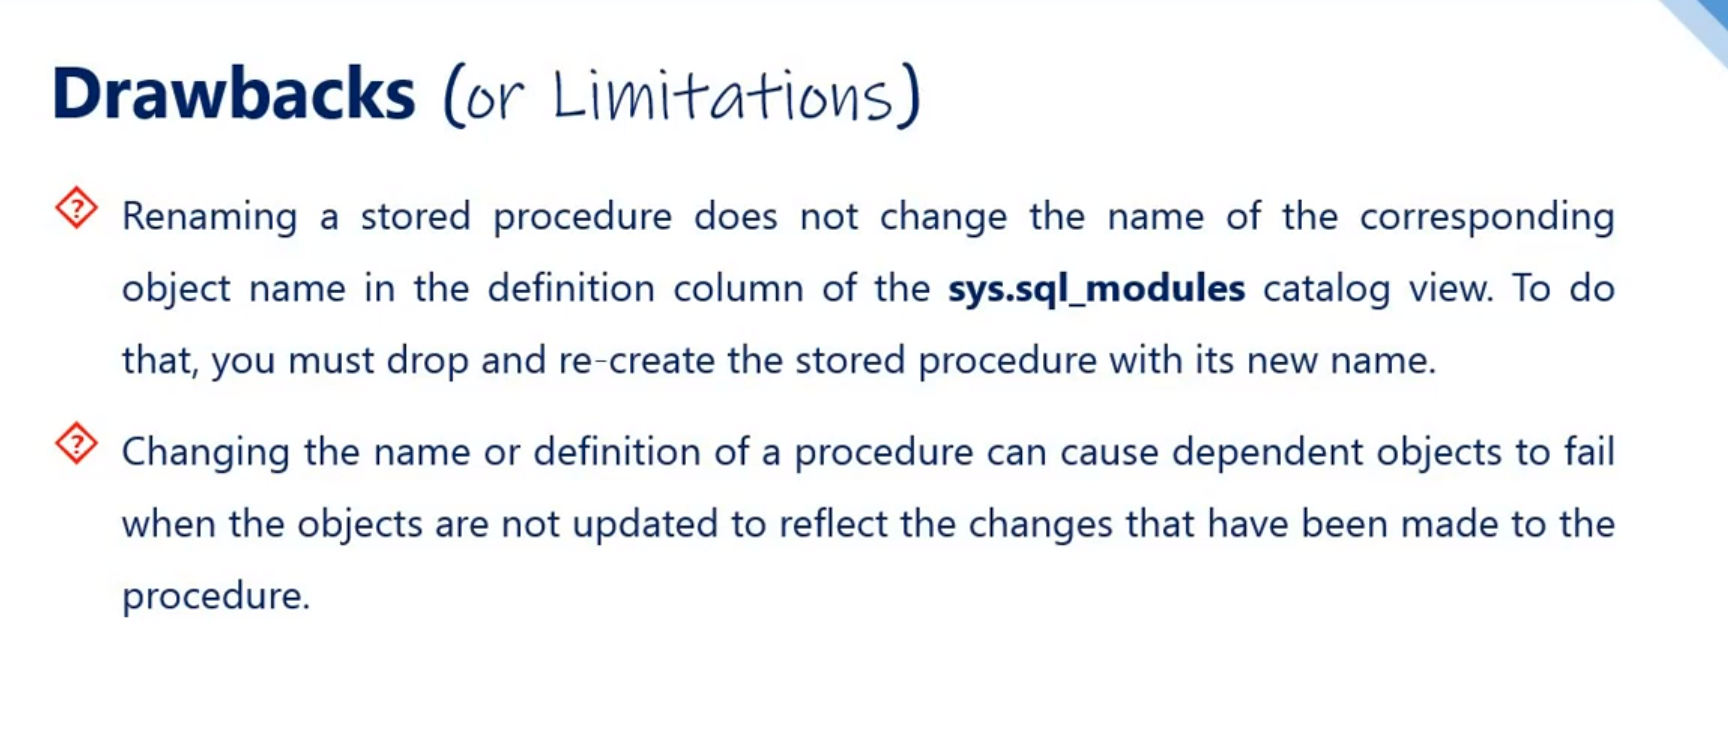 Drawbacks (or Limitations)
Renaming a stored procedure does not change the name of the corresponding
object name in the definition column of the sys.sql_modules catalog view. To do
that, you must drop and re-create the stored procedure with its new name.
Changing the name or definition of a procedure can cause dependent objects to fail
when the objects are not updated to reflect the changes that have been made to the
procedure.